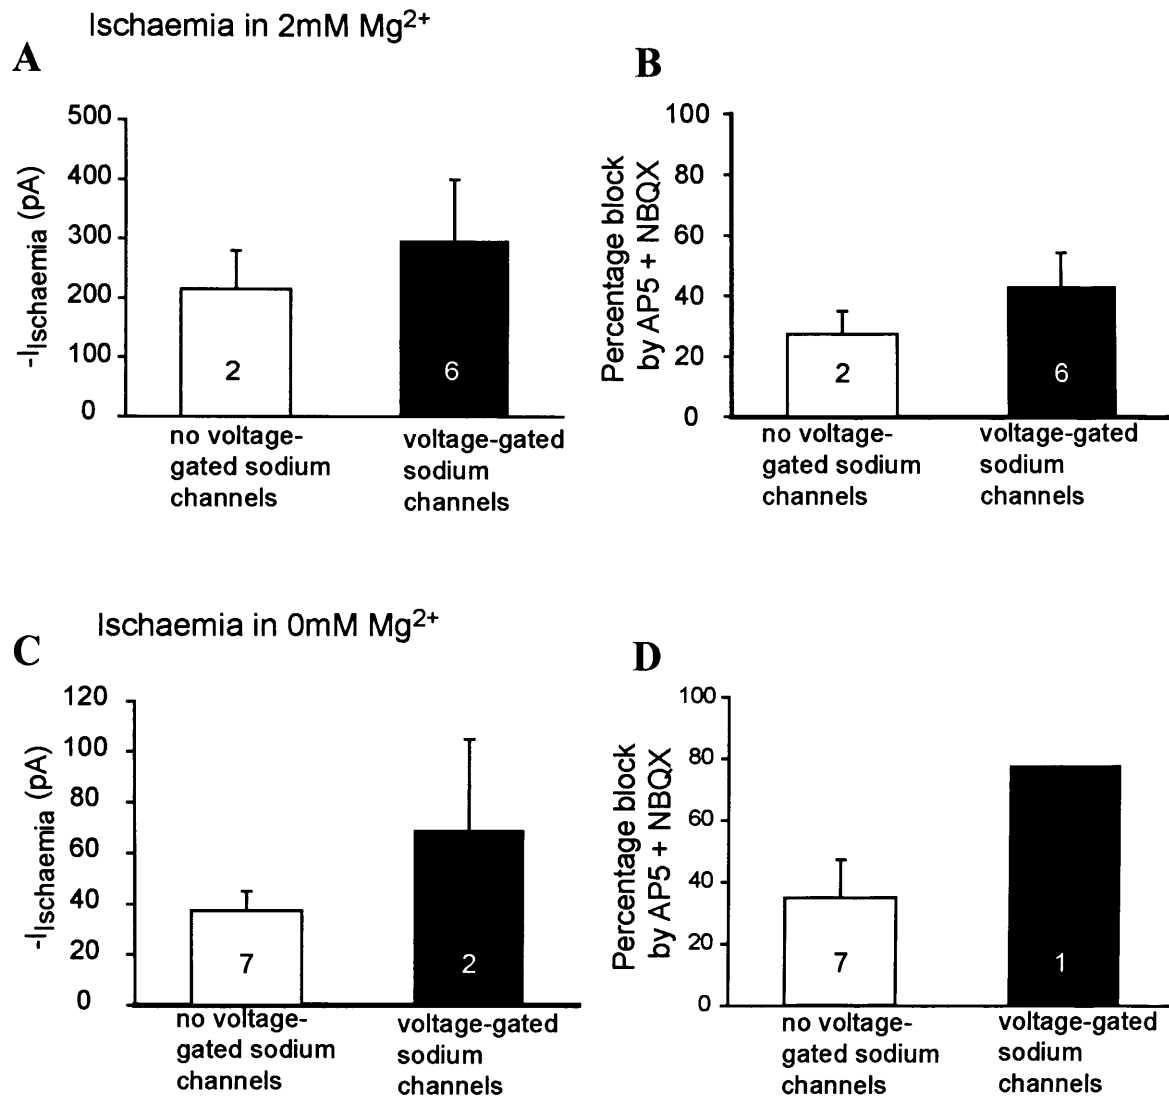 Ischaemia in 2mM Mg2+
A
500
400
300
200
100
0
-IIschaemia (pA)
2
6
no voltage-
gated sodium
channels
voltage-gated
sodium
channels
B
100
80
60
40
20
0
Percentage block
by AP5 + NBQX
2
6
no voltage-
gated sodium
channels
voltage-gated
sodium
channels
Ischaemia in 0mM Mg2+
C
120
100
80
60
40
20
0
-IIschaemia (pA)
7
2
no voltage-
gated sodium
channels
voltage-gated
sodium
channels
D
100
80
60
40
20
0
Percentage block
by AP5 + NBQX
7
1
no voltage-
gated sodium
channels
voltage-gated
sodium
channels